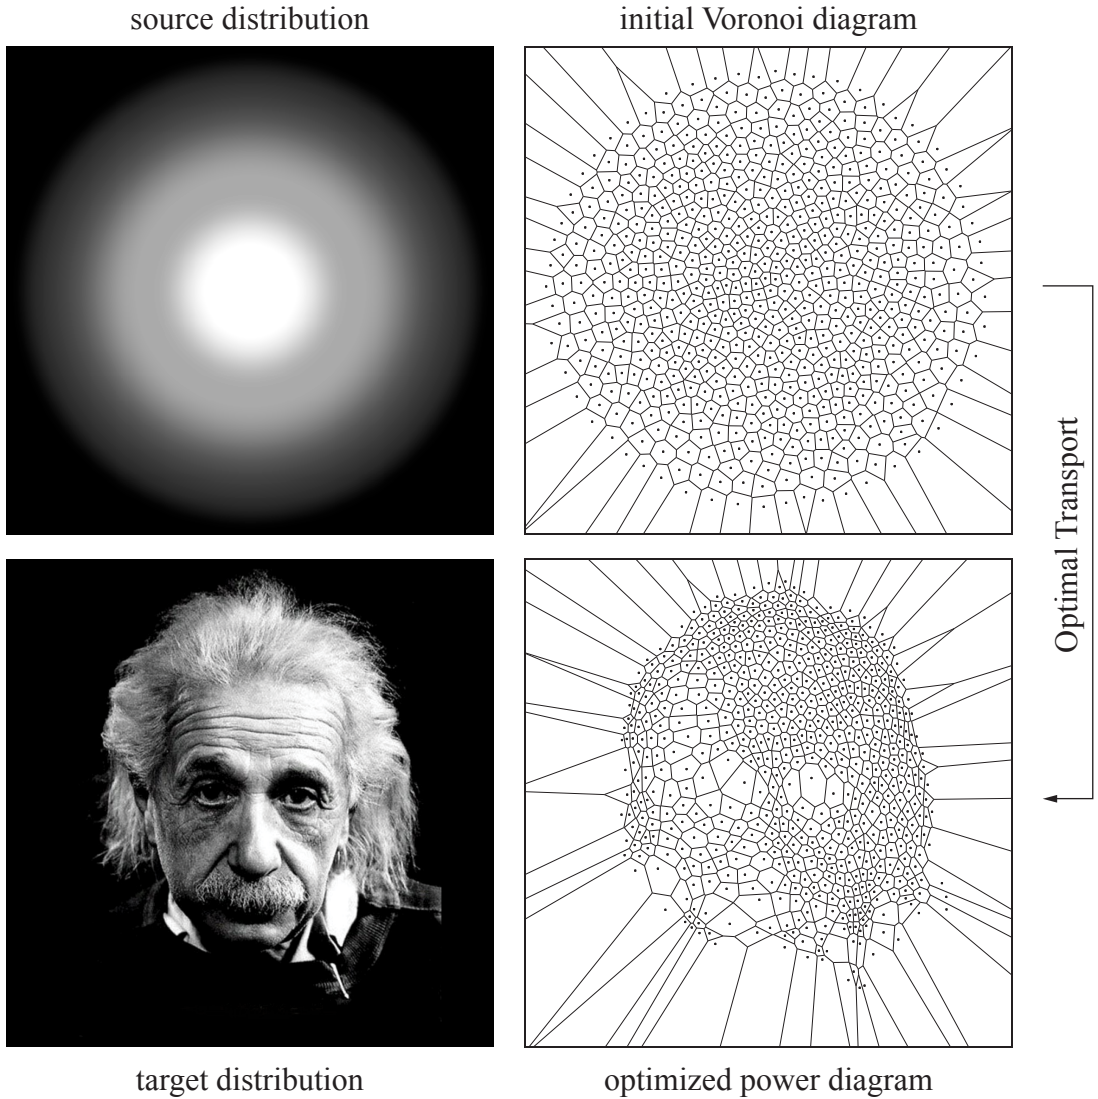 source distribution
initial Voronoi diagram
Optimal Transport
target distribution
optimized power diagram